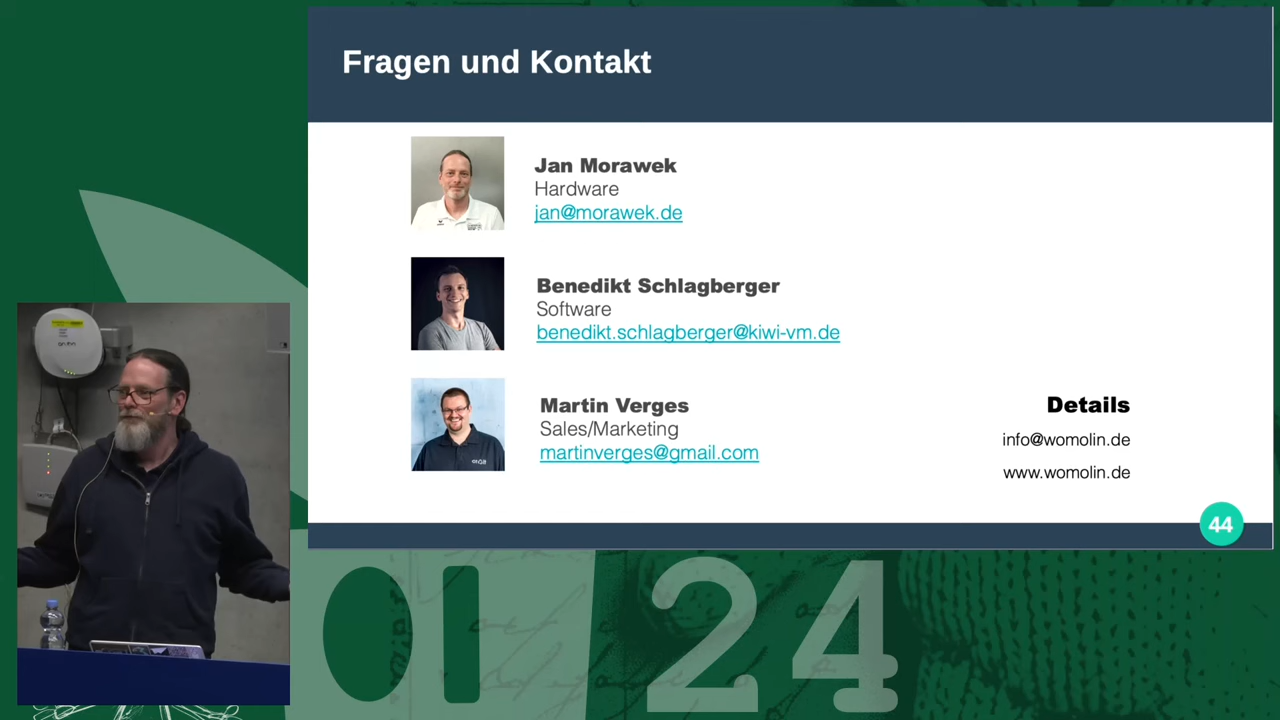 Fragen und Kontakt
Jan Morawek
Hardware
jan@morawek.de
Benedikt Schlagberger
Software
benedikt.schlagberger@kiwi-vm.de
Martin Verges
Sales/Marketing
martinverges@gmail.com
Details
info@womolin.de
www.womolin.de
44
24